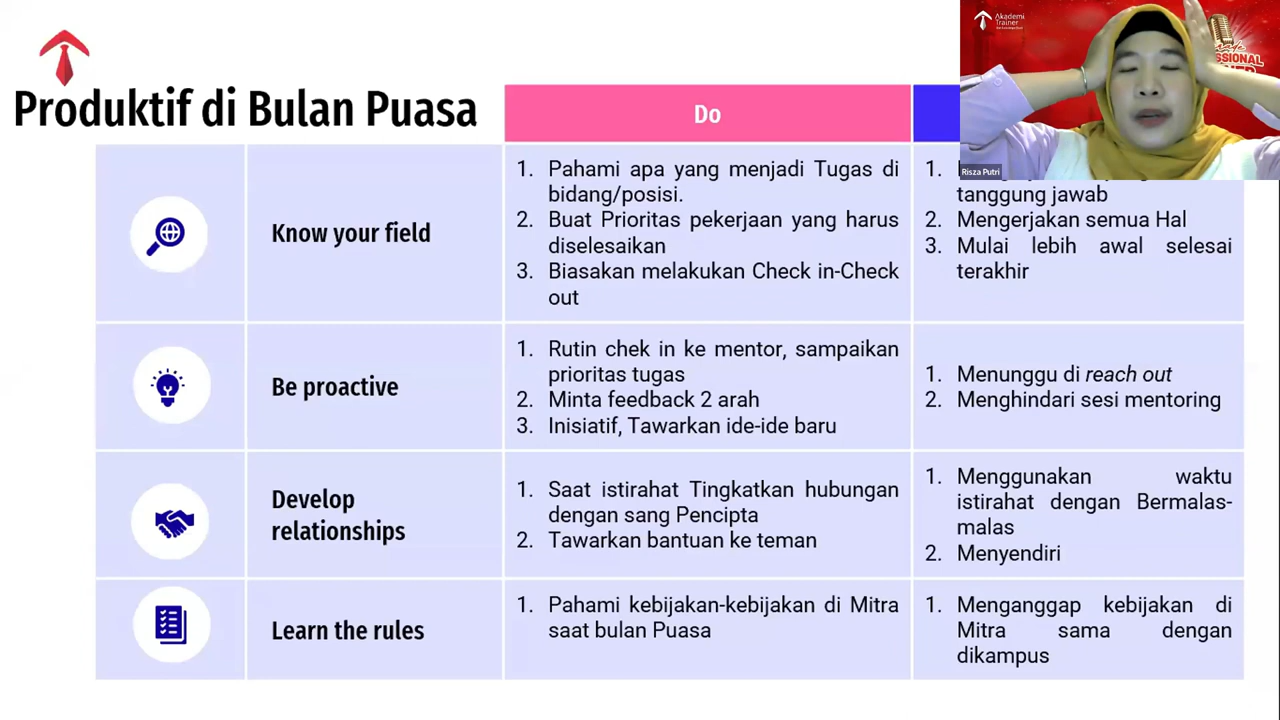 Produktif di Bulan Puasa
Do
Akademi
Trainer
SSIONAL
Risza Putri
Know your field
1. Pahami apa yang menjadi Tugas di
bidang/posisi.
2. Buat Prioritas pekerjaan yang harus
diselesaikan
3. Biasakan melakukan Check in-Check
out
1.
tanggung jawab
2. Mengerjakan semua Hal
3. Mulai lebih awal selesai
terakhir
Be proactive
1. Rutin chek in ke mentor, sampaikan
prioritas tugas
2. Minta feedback 2 arah
3. Inisiatif, Tawarkan ide-ide baru
1. Menunggu di reach out
2. Menghindari sesi mentoring
Develop
relationships
1. Saat istirahat Tingkatkan hubungan
dengan sang Pencipta
2. Tawarkan bantuan ke teman
1. Menggunakan waktu
istirahat dengan Bermalas-
malas
2. Menyendiri
Learn the rules
1. Pahami kebijakan-kebijakan di Mitra
saat bulan Puasa
1. Menganggap kebijakan di
Mitra sama dengan
dikampus